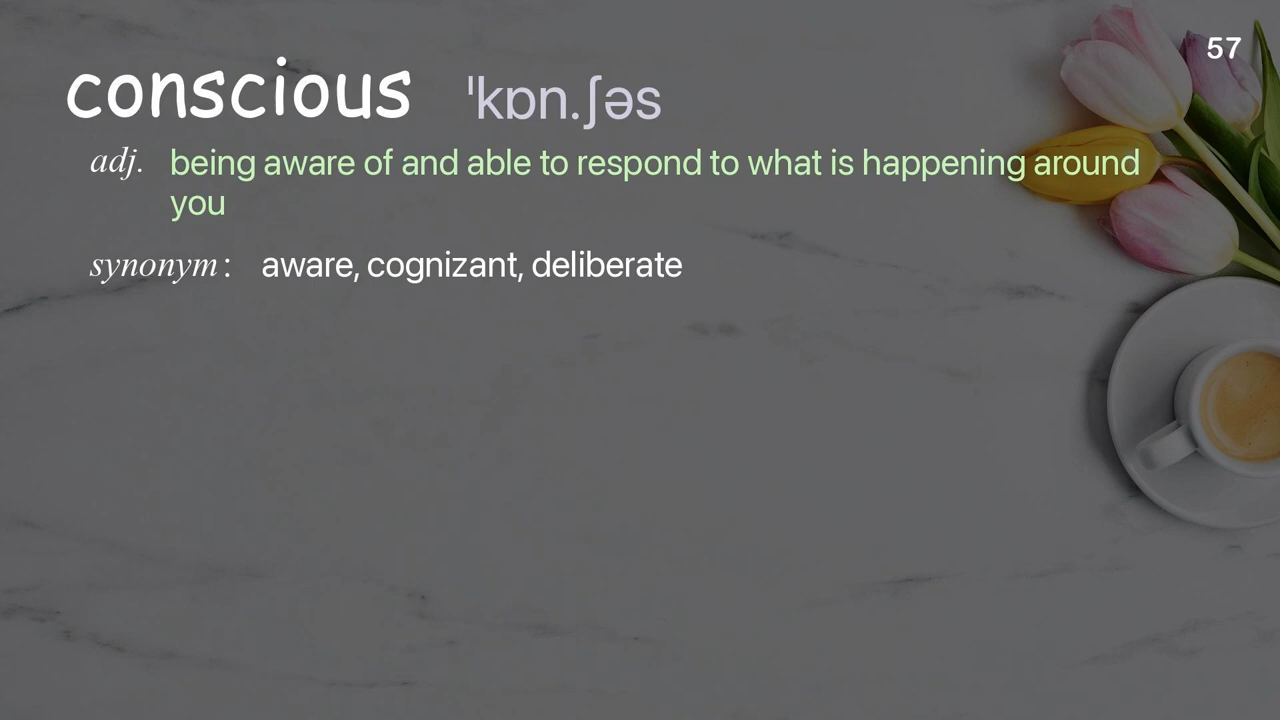 57
conscious ˈkɒn.ʃəs
adj. being aware of and able to respond to what is happening around
you
synonym : aware, cognizant, deliberate